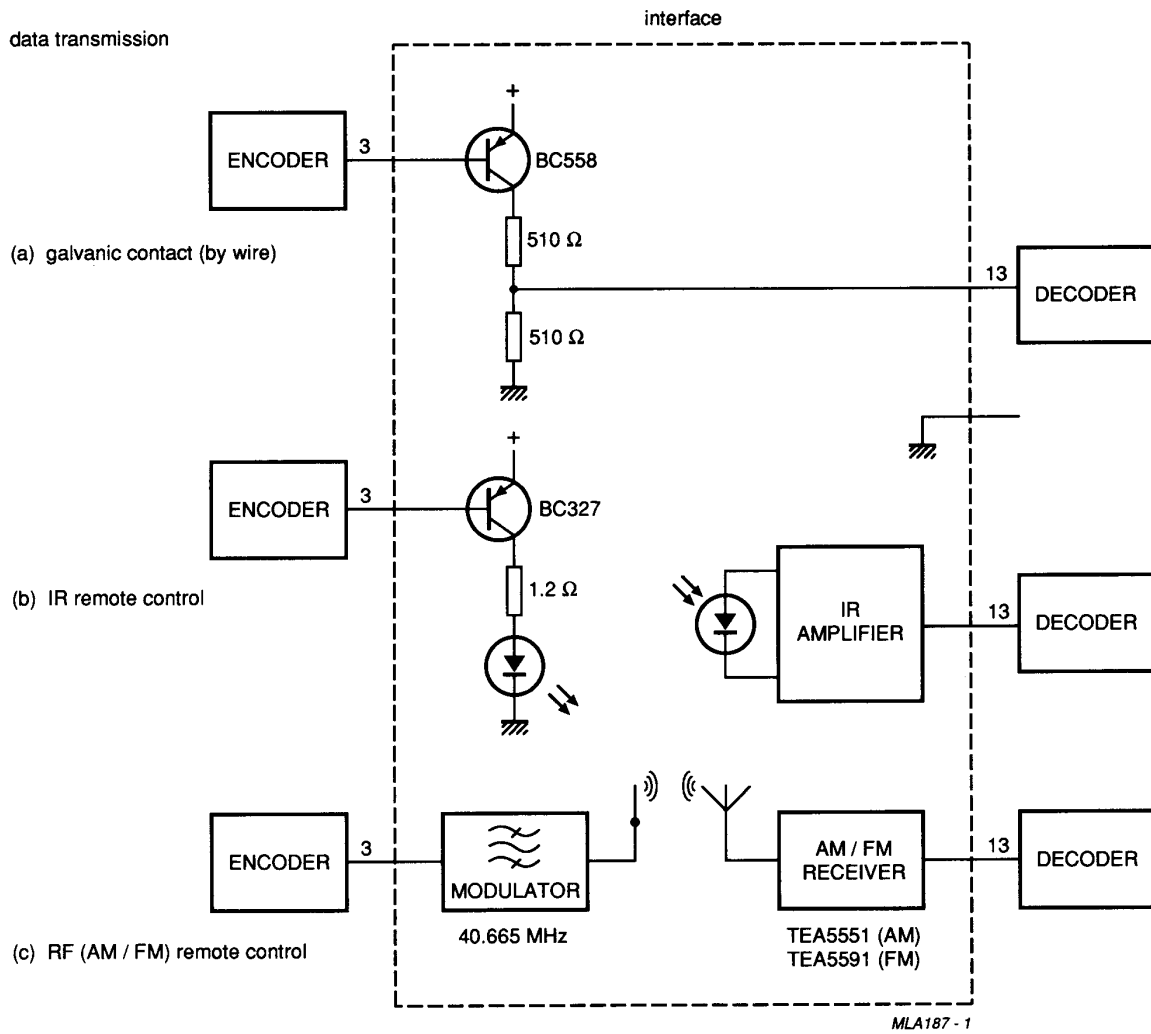 interface
data transmission
+
ENCODER
3
BC558
510 Ω
(a) galvanic contact (by wire)
13
DECODER
510 Ω
+
ENCODER
3
BC327
1.2 Ω
(b) IR remote control
IR
AMPLIFIER
13
DECODER
ENCODER
3
MODULATOR
40.665 MHz
AM / FM
RECEIVER
13
DECODER
TEA5551 (AM)
TEA5591 (FM)
(c) RF (AM / FM) remote control
MLA187 - 1